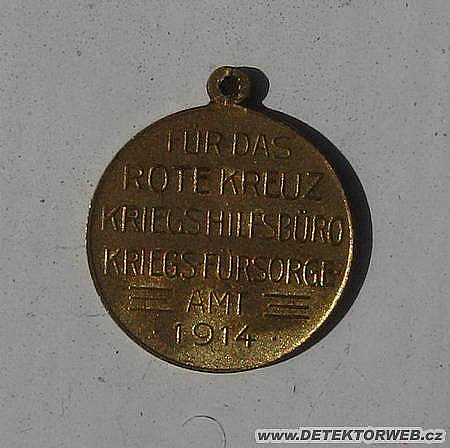 FÜR DAS
ROTE KREUZ
KRIEGSHILFSBÜRO
KRIEGSFÜRSORGE-
AMT
· 1914 ·
www.DETEKTORWEB.cz